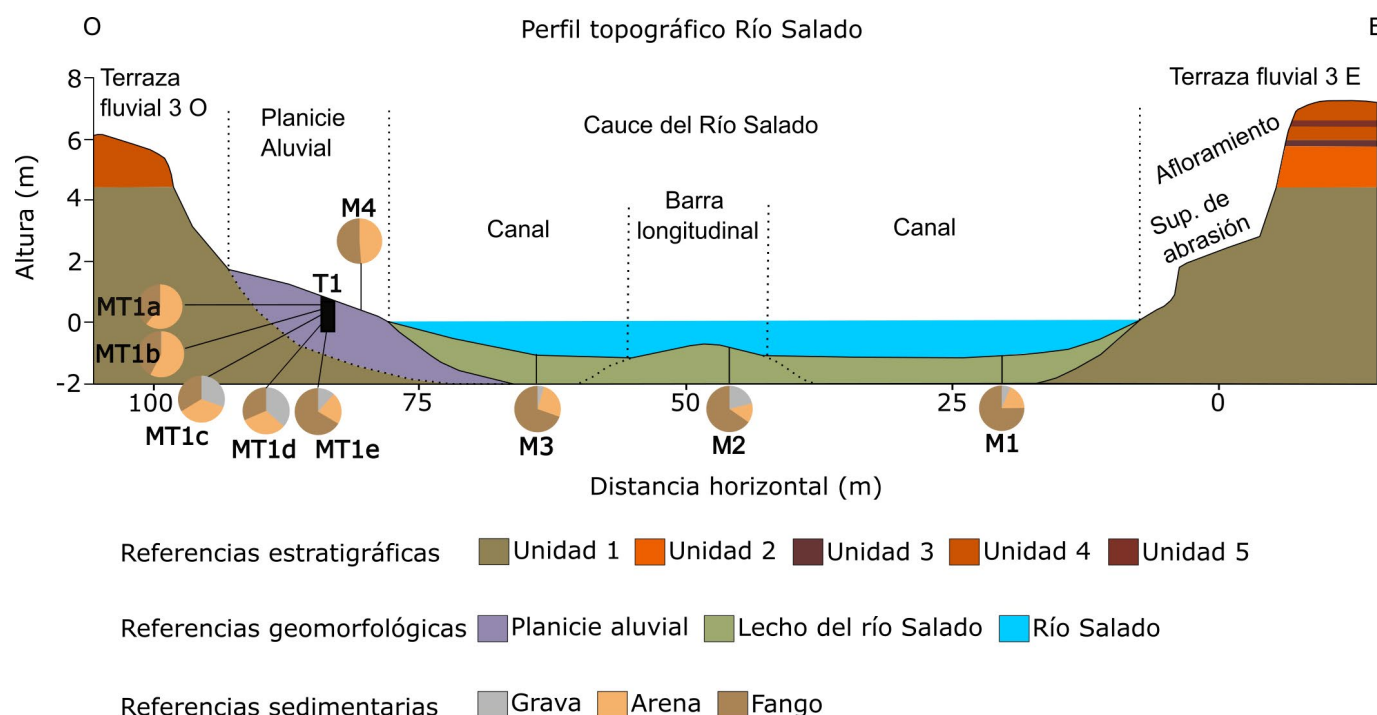 O
Perfil topográfico Río Salado
E
Terraza
fluvial 3 O
Planicie
Aluvial
Cauce del Río Salado
Terraza fluvial 3 E
Afloramiento
Sup. de
abrasión
Barra
longitudinal
Canal
Canal
Altura (m)
8
6
4
2
0
-2
M4
T1
MT1a
MT1b
MT1c
MT1d
MT1e
M3
M2
M1
100
75
50
25
0
Distancia horizontal (m)
Referencias estratigráficas
Unidad 1
Unidad 2
Unidad 3
Unidad 4
Unidad 5
Referencias geomorfológicas
Planicie aluvial
Lecho del río Salado
Río Salado
Referencias sedimentarias
Grava
Arena
Fango